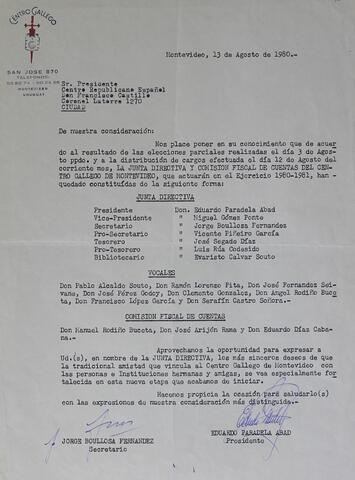 CENTRO GALLEGO
SAN JOSE 870
TELEFONOS:
MONTEVIDEO
URUGUAY
Montevideo, 13 de Agosto de 1980.-
Sr. Presidente
Centro Republicano Español
Don Francisco Castillo
Coronel Latorre 1270
CIUDAD
De nuestra consideración:
Nos place poner en su conocimiento que de acuer
do al resultado de las elecciones parciales realizadas el día 3 de Agos-
to ppdo. y a la distribución de cargos efectuada el día 12 de Agosto del
corriente mes, LA JUNTA DIRECTIVA Y COMISION FISCAL DE CUENTAS DEL CEN-
TRO GALLEGO DE MONTEVIDEO, que actuarán en el Ejercicio 1980-1981, han -
quedado constituídas de la siguiente forma:
JUNTA DIRECTIVA
Presidente Don Eduardo Paradela Abad
Vice-Presidente " Miguel Gómes Ponte
Secretario " Jorge Boulloza Fernandez
Pro-Secretario " Vicente Piñeiro García
Tesorero " José Segado Díaz
Pro-Tesorero " Luis Rúa Codesido
Bibliotecario " Evaristo Calvar Souto
VOCALES
Don Pablo Alcaldo Souto, Don Ramón Lorenzo Pita, Don José Fernandez Sei-
vane, Don José Pérez Godoy, Don Clemente Gonzalez, Don Angel Rodiño Buce
ta, Don Francisco López García y Don Serafín Castro Señora.-
COMISION FISCAL DE CUENTAS
Don Manuel Rodiño Buceta, Don José Arijón Rama y Don Eduardo Díaz Caba-
na.-
Aprovechamos la oportunidad para expresar a
Ud.(s), en nombre de la JUNTA DIRECTIVA, los más sinceros deseos de que
la tradicional amistad que vincula al Centro Gallego de Montevideo con
las personas e Instituciones hermanas y amigas, se vea especialmente for
talecida en esta nueva etapa que acabamos de iniciar.
Hacemos propicia la ocasión para saludarlo(s)
con las expresiones de nuestra consideración más distinguida.-
JORGE BOULLOSA FERNANDEZ
Secretario
EDUARDO PARADELA ABAD
Presidente